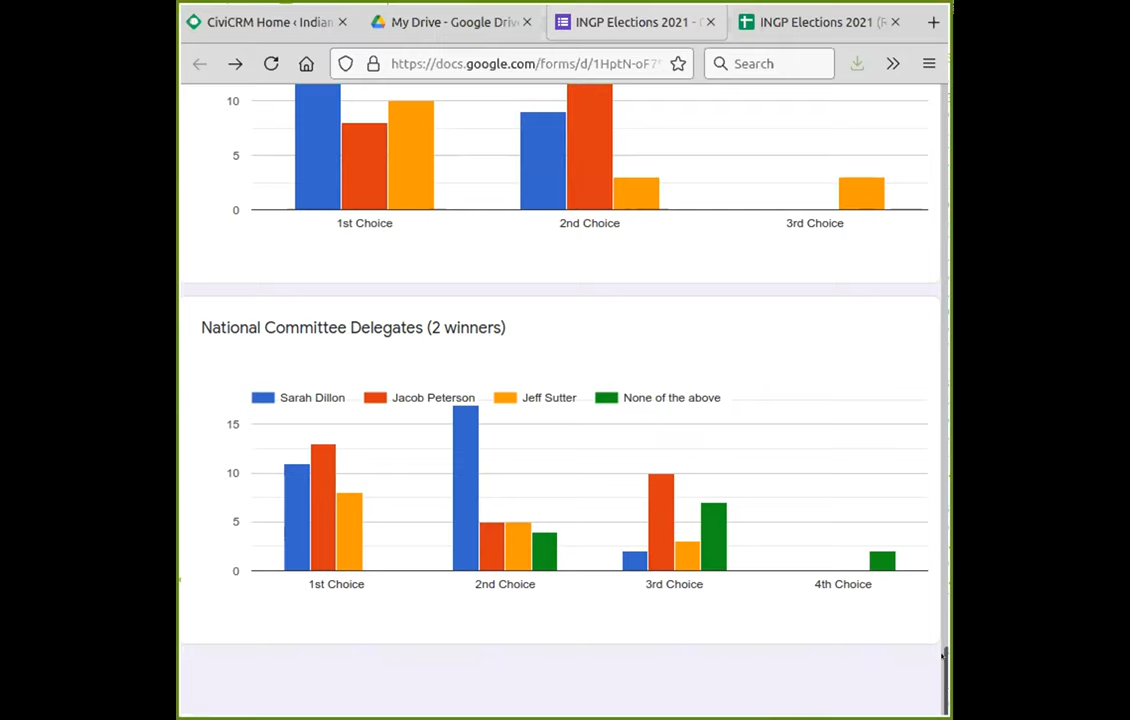 CiviCRM Home ‹ Indian
My Drive - Google Driv
INGP Elections 2021 -
INGP Elections 2021 (R
https://docs.google.com/forms/d/1HptN-oF7
Search
10
5
0
1st Choice
2nd Choice
3rd Choice
National Committee Delegates (2 winners)
Sarah Dillon
Jacob Peterson
Jeff Sutter
None of the above
15
10
5
0
1st Choice
2nd Choice
3rd Choice
4th Choice